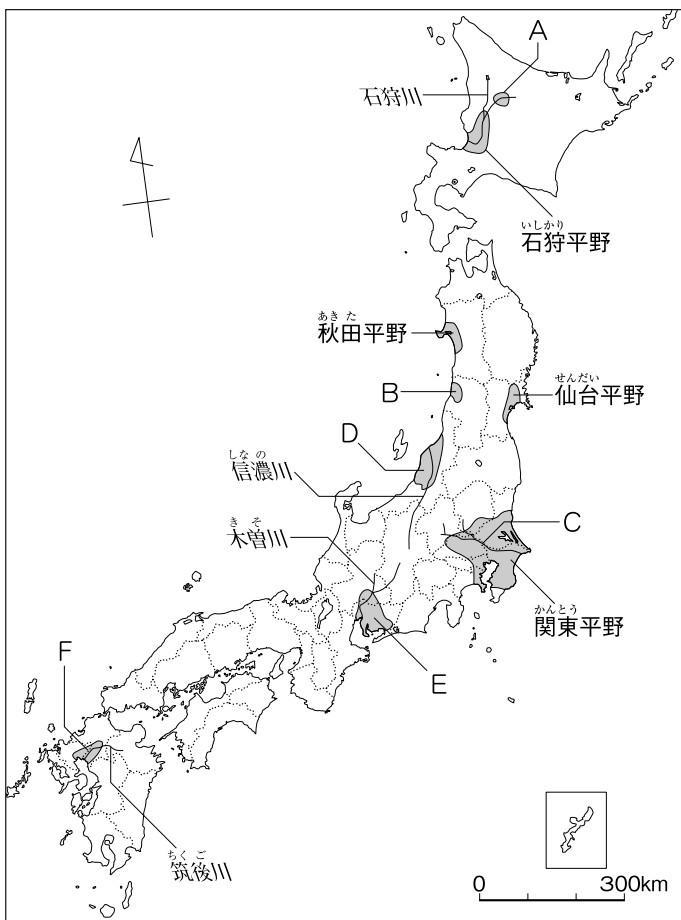 A
石狩川
いしかり
石狩平野
あきた
秋田平野
B
せんだい
仙台平野
D
しなの
信濃川
C
きそ
木曽川
かんとう
関東平野
F
E
ちくご
筑後川
0 300km